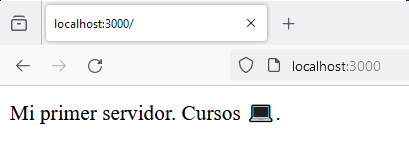 localhost:3000/
localhost:3000
Mi primer servidor. Cursos 💻.